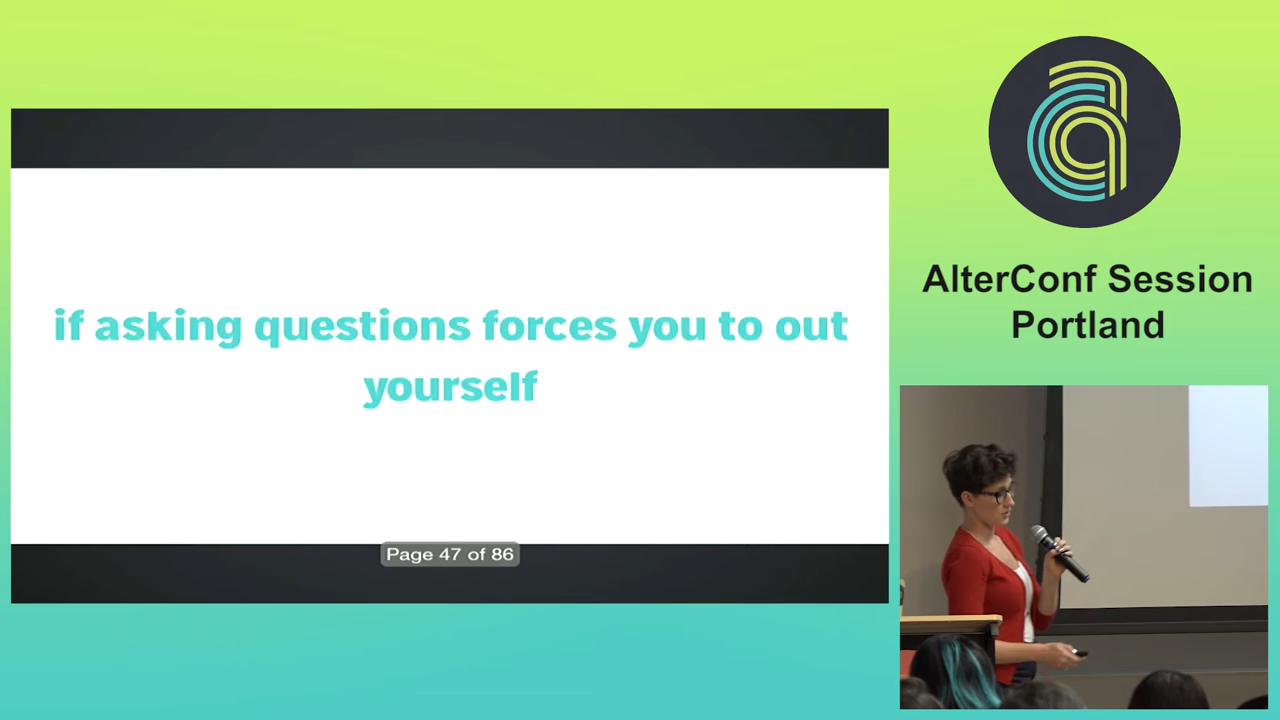 if asking questions forces you to out
yourself
Page 47 of 86
AlterConf Session
Portland